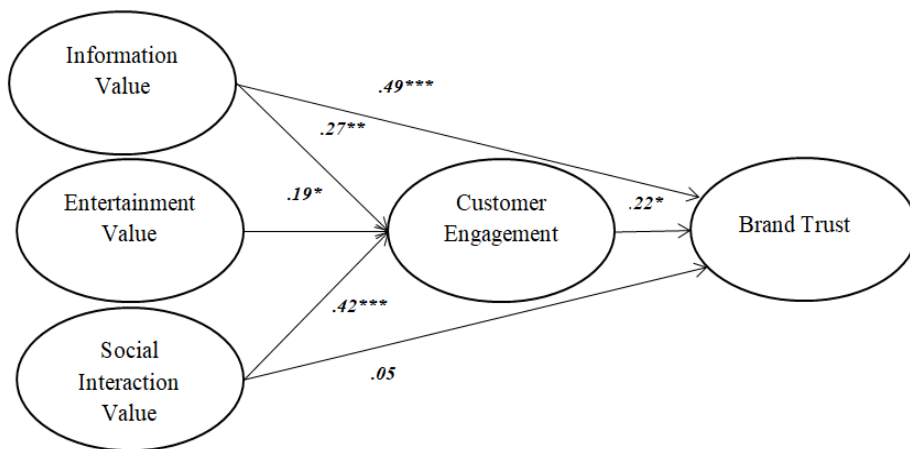 Information
Value
.49***
.27**
Entertainment
Value
.19*
Customer
Engagement
.22*
Brand Trust
.42***
Social
Interaction
Value
.05